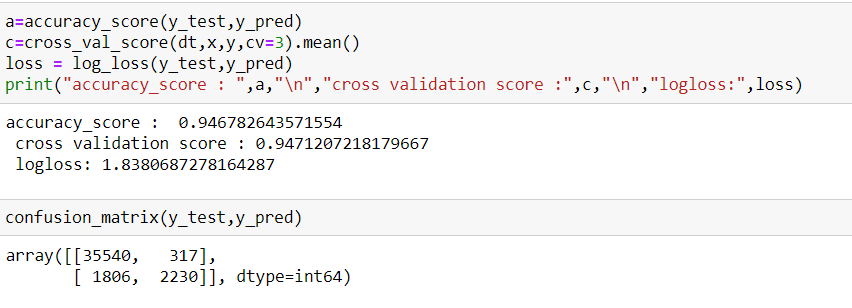 a=accuracy_score(y_test,y_pred)
c=cross_val_score(dt,x,y,cv=3).mean()
loss = log_loss(y_test,y_pred)
print("accuracy_score : ",a,"\n","cross validation score :",c,"\n","logloss:",loss)
accuracy_score :  0.946782643571554
 cross validation score : 0.9471207218179667
 logloss: 1.8380687278164287
confusion_matrix(y_test,y_pred)
array([[35540,   317],
       [ 1806,  2230]], dtype=int64)